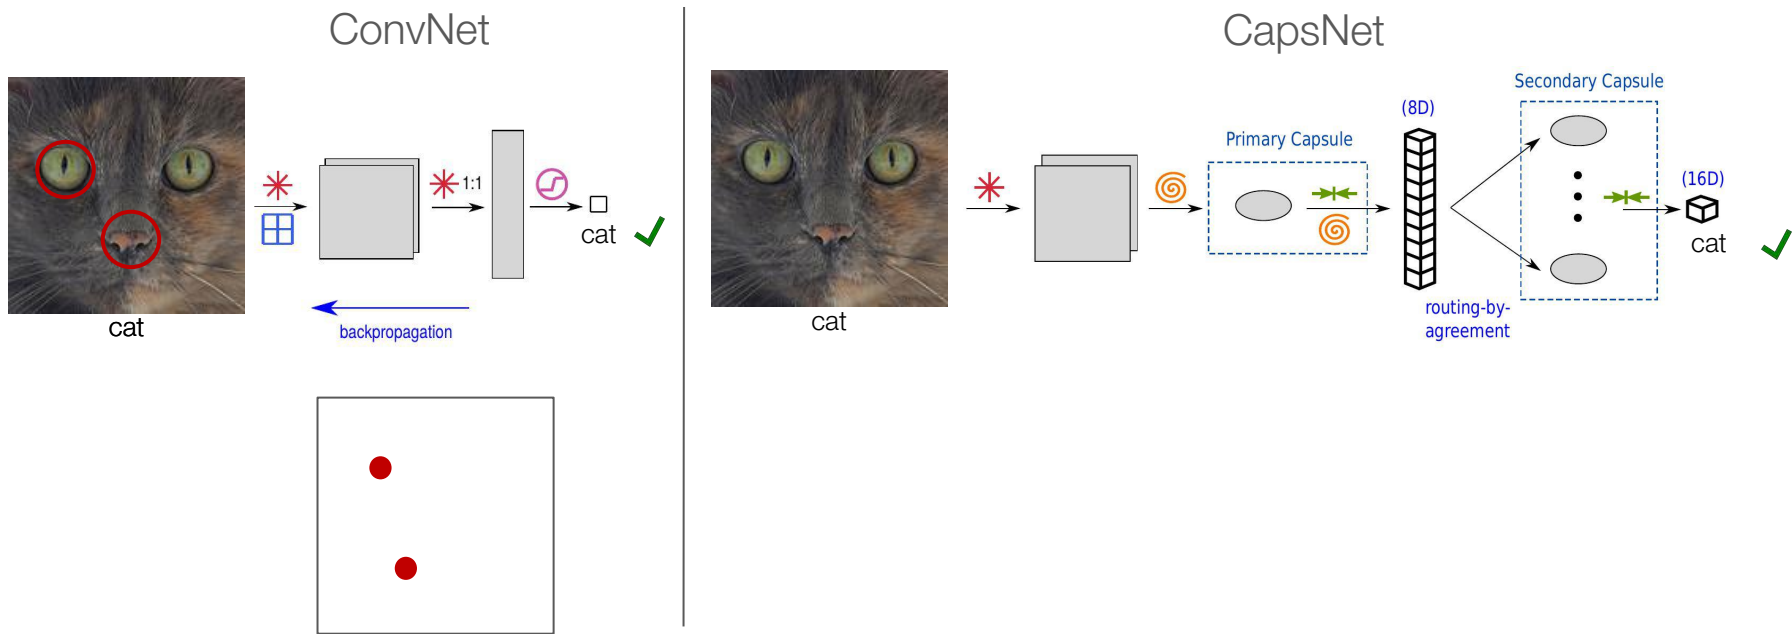 ConvNet
cat
1:1
cat
backpropagation
CapsNet
cat
Primary Capsule
(8D)
routing-by-
agreement
Secondary Capsule
(16D)
cat